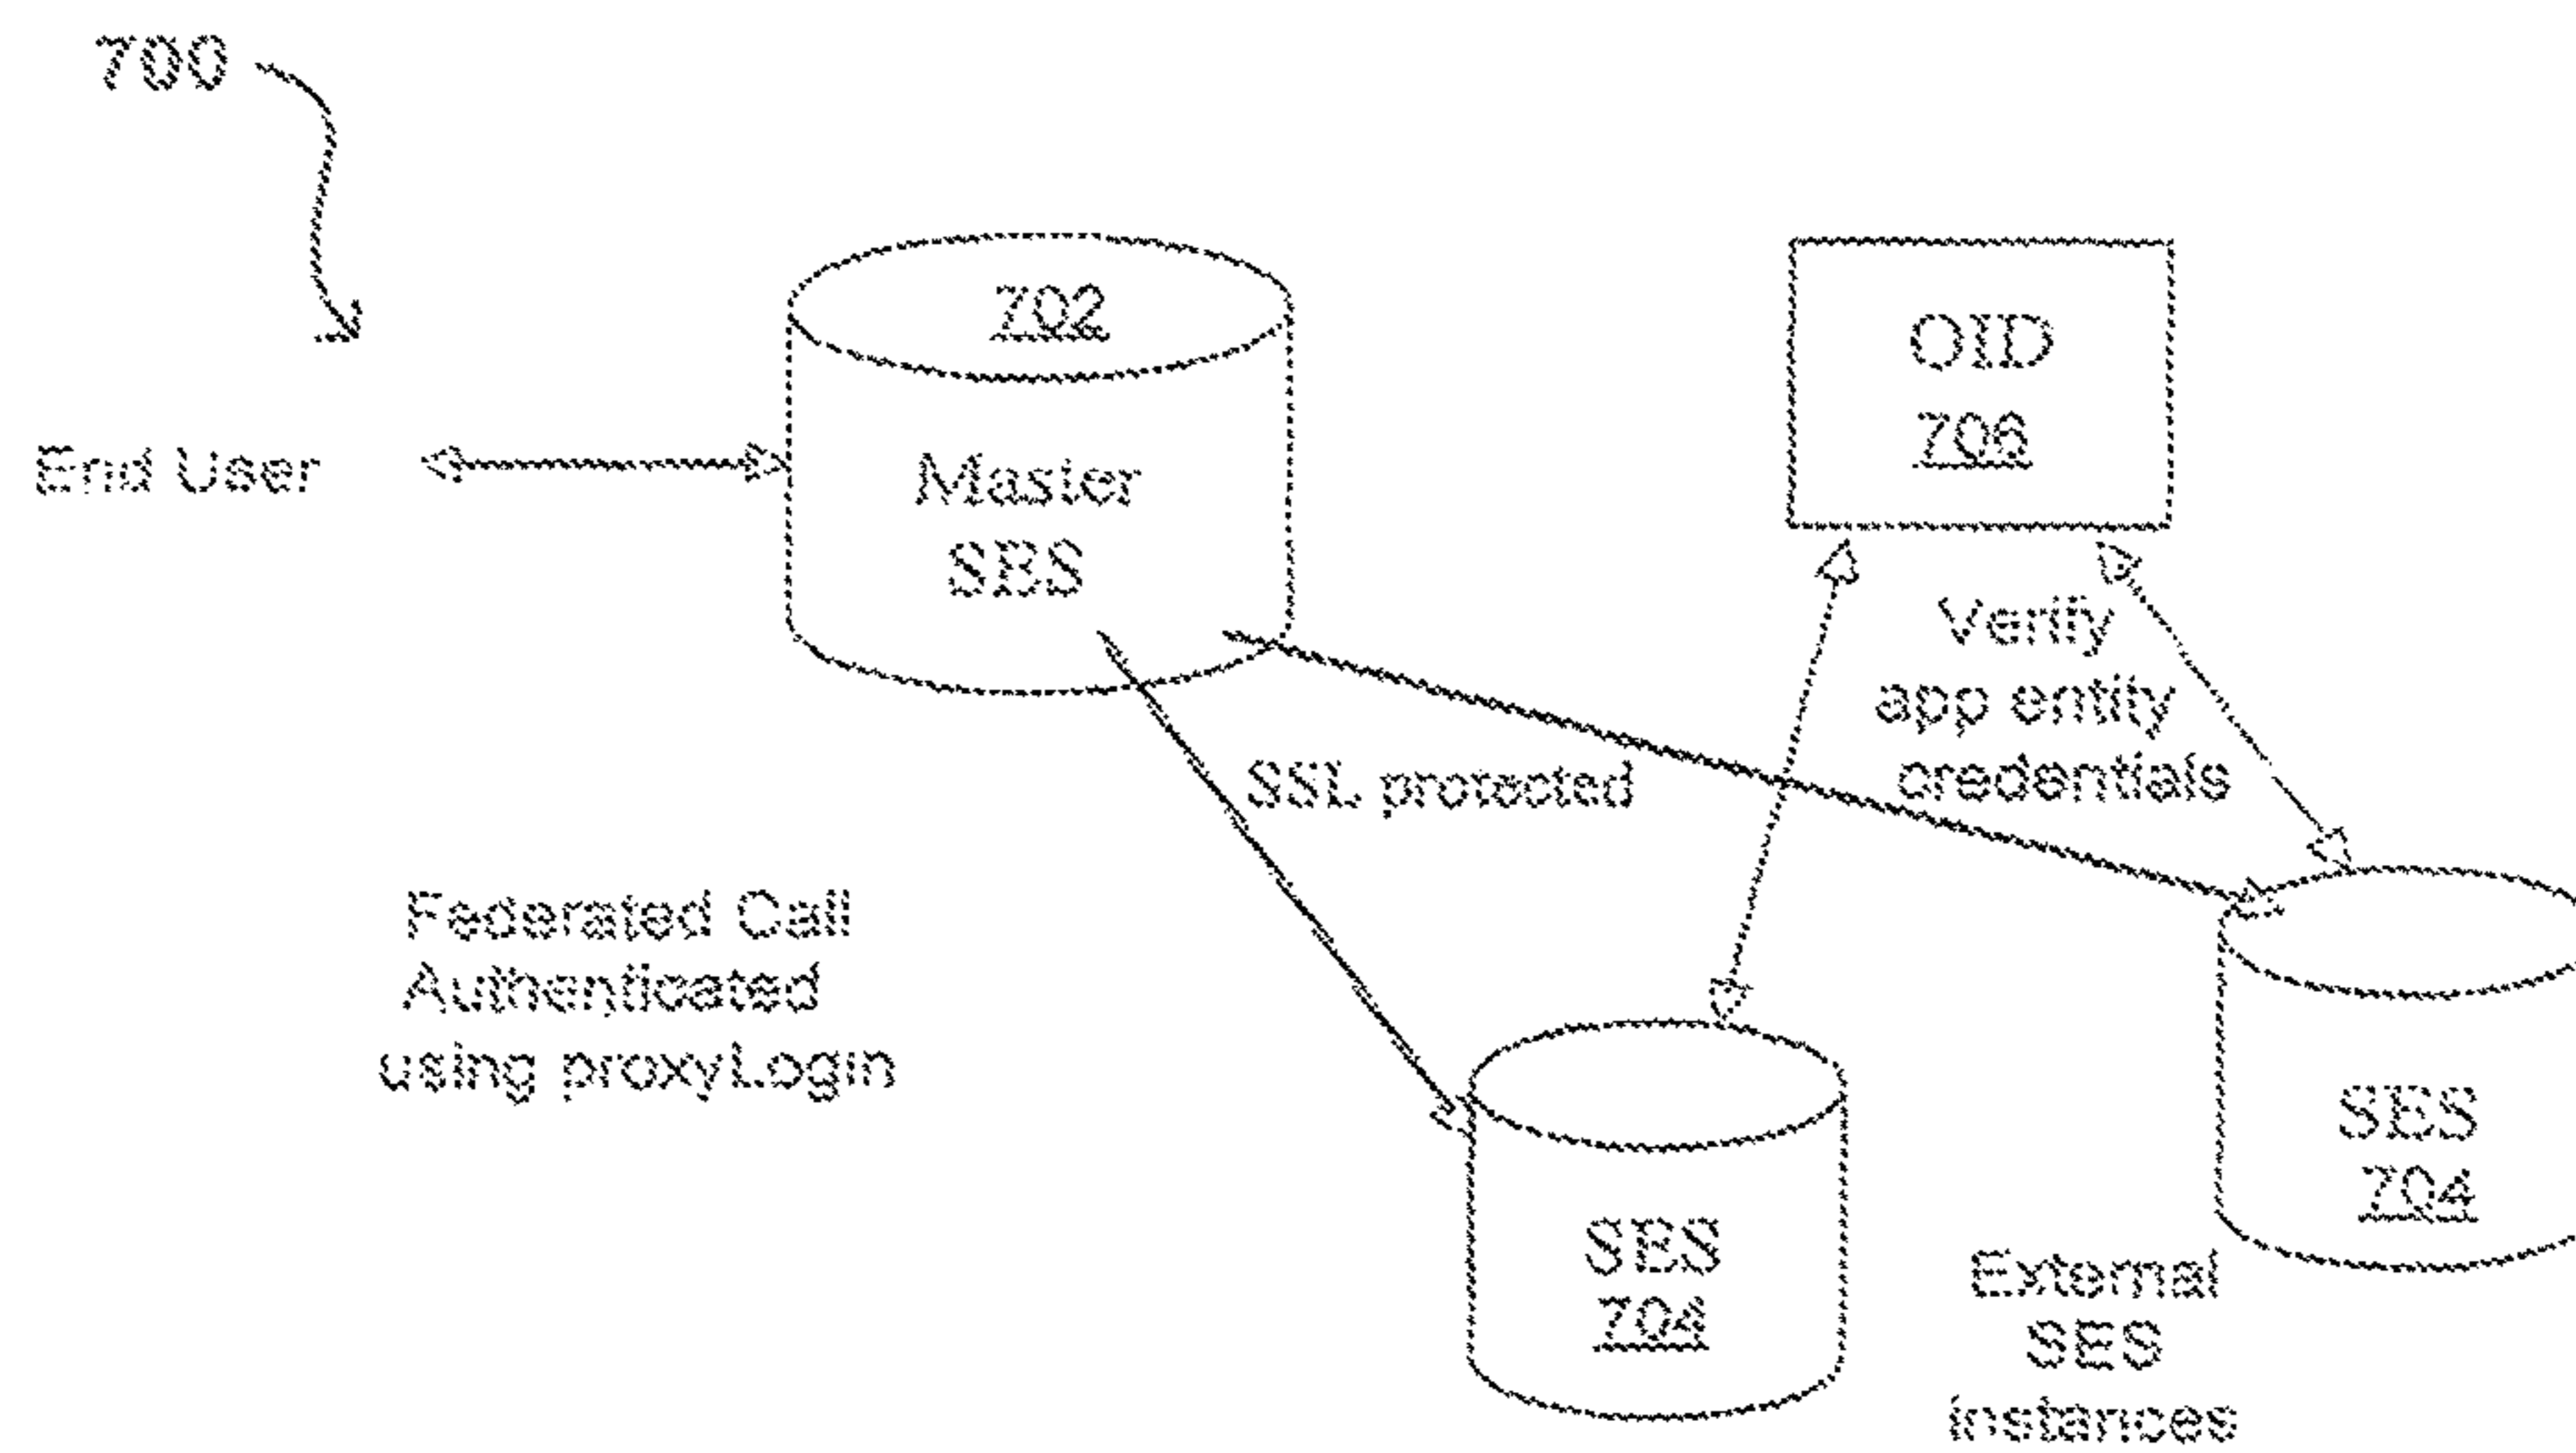 700
End User
702
Master
SES
OID
706
Verify
app entity
credentials
SSL protected
Federated Call
Authenticated
using proxyLogin
SES
704
SES
704
External
SES
instances